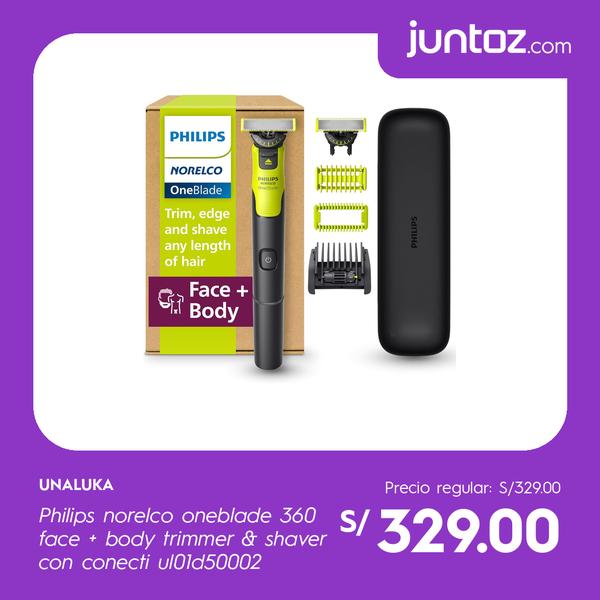 juntoz.com
PHILIPS
NORELCO
OneBlade
Trim, edge
and shave
any length
of hair
Face +
Body
PHILIPS
NORELCO
OneBlade
PHILIPS
UNALUKA
Philips norelco oneblade 360
face + body trimmer & shaver
con conecti ul01d50002
Precio regular: S/329.00
S/ 329.00